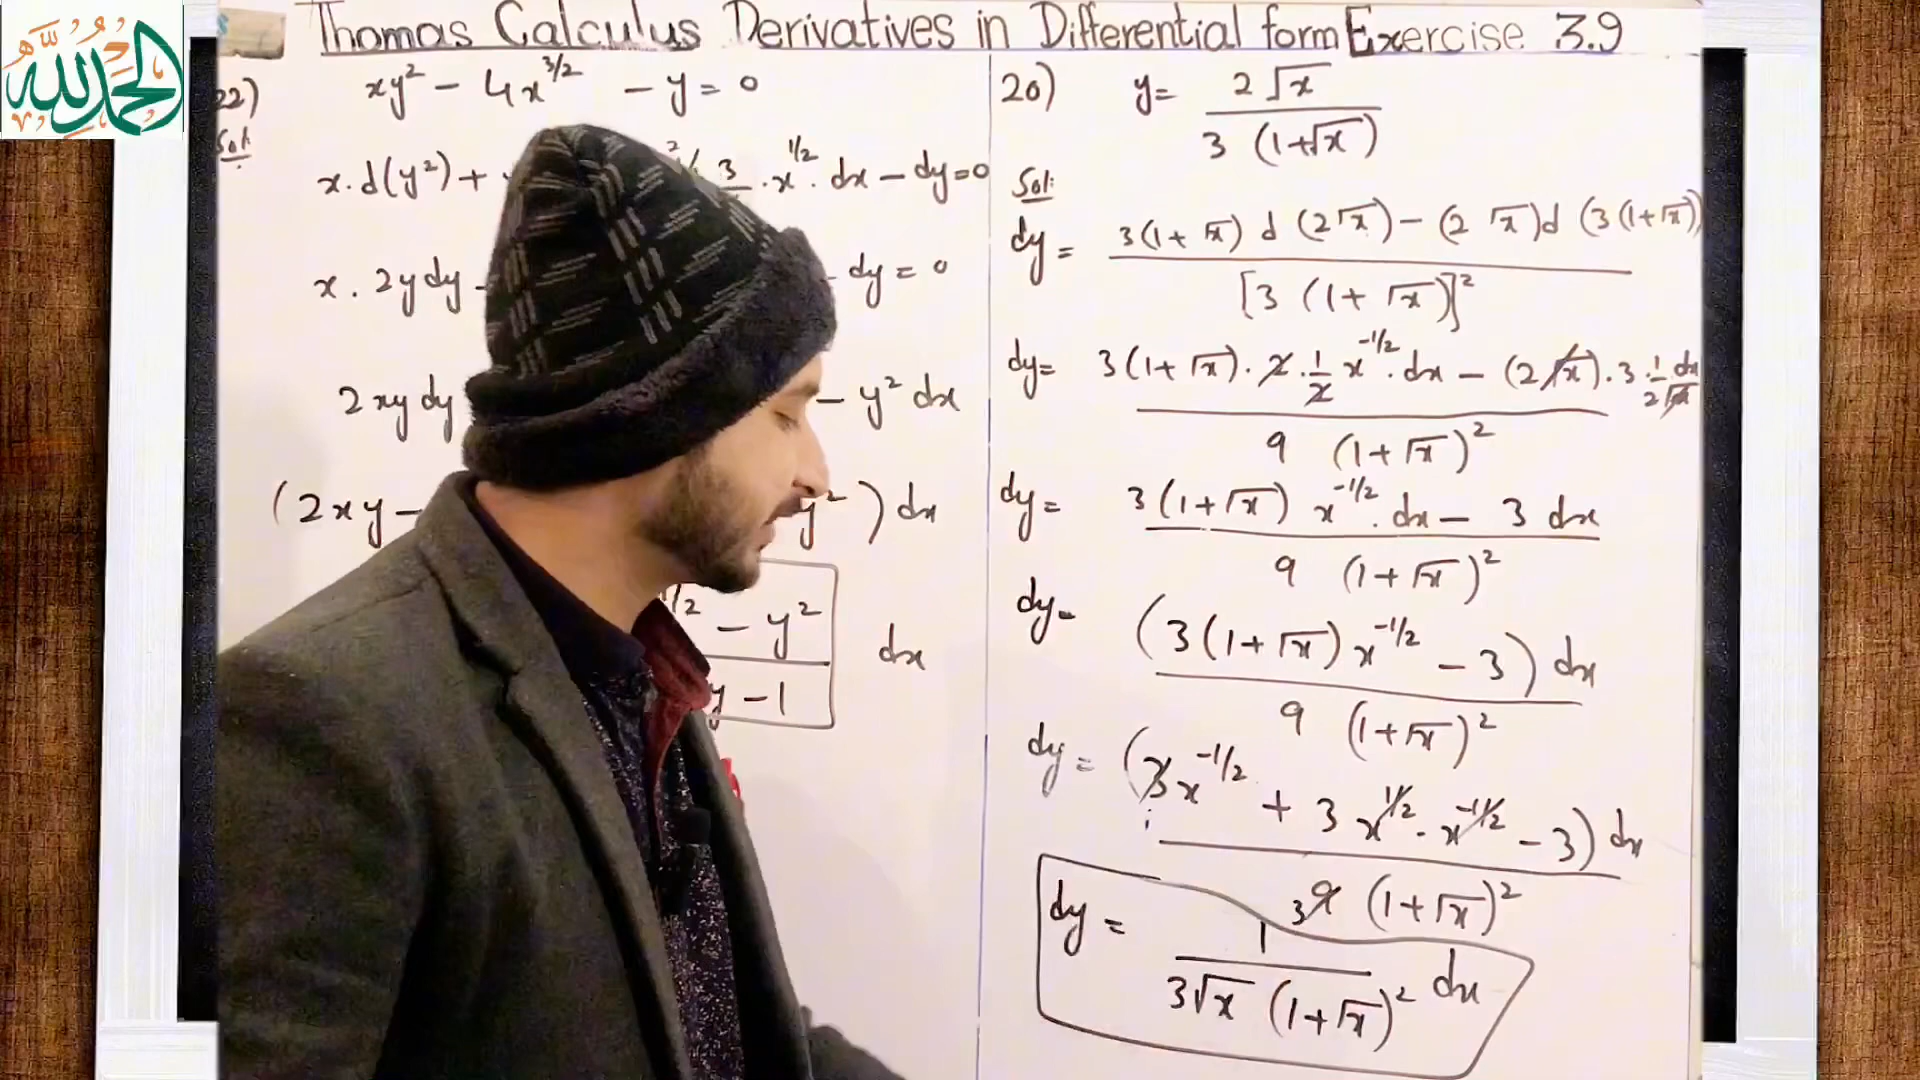 الحمد لله
Thomas Calculus Derivatives in Differential form Exercise 3.9
22) xy² - 4x^3/2 - y = 0
Sol:
x.d(y²) +
3 . x^1/2 . dx - dy = 0
x . 2y dy -
- dy = 0
2xy dy
- y² dx
(2xy -
y²) dx
1/2 - y²
y - 1
dx
20) y = 2√x / 3(1+√x)
Sol:
dy = 3(1+√x) d(2√x) - (2√x) d(3(1+√x)) / [3(1+√x)]²
dy = 3(1+√x) . 2 . 1/2 x^-1/2 . dx - (2√x) . 3 . 1/2√x dx / 9(1+√x)²
dy = 3(1+√x) x^-1/2 . dx - 3 dx / 9(1+√x)²
dy = (3(1+√x) x^-1/2 - 3) dx / 9(1+√x)²
dy = (3x^-1/2 + 3x^1/2 . x^-1/2 - 3) dx / 3 9(1+√x)²
dy = 1 / 3√x (1+√x)² dx